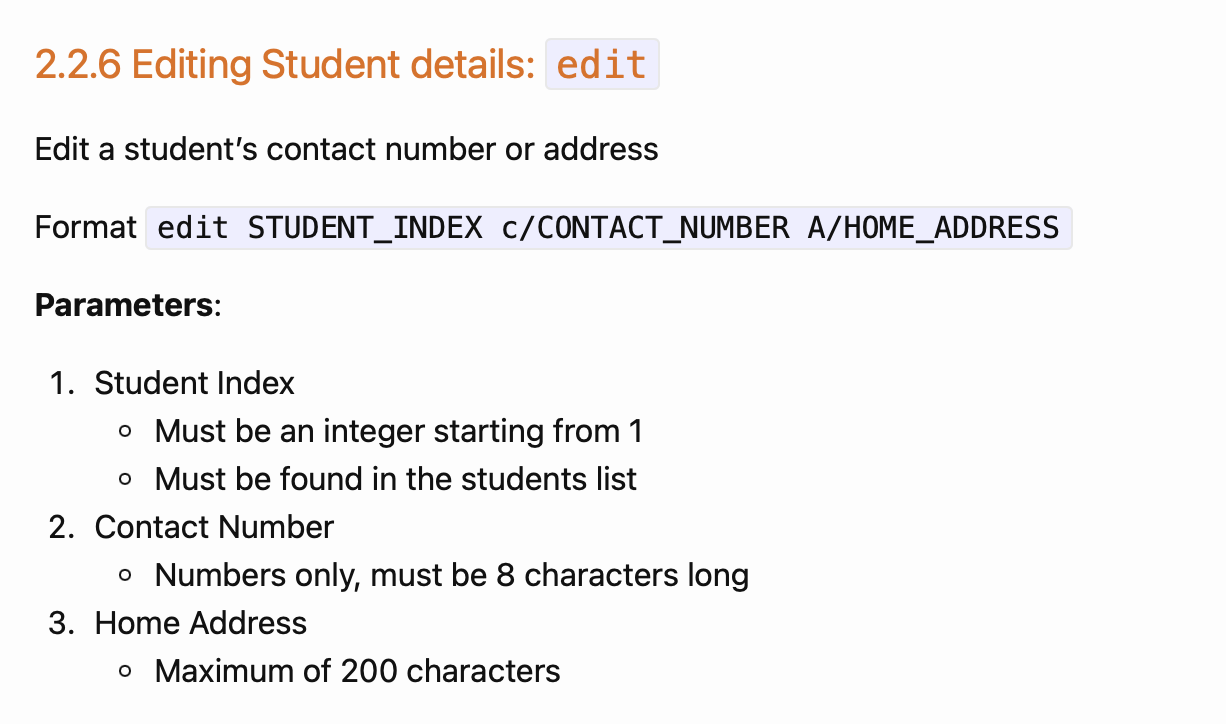 2.2.6 Editing Student details: edit
Edit a student’s contact number or address
Format edit STUDENT_INDEX c/CONTACT_NUMBER A/HOME_ADDRESS
Parameters:
1. Student Index
○ Must be an integer starting from 1
○ Must be found in the students list
2. Contact Number
○ Numbers only, must be 8 characters long
3. Home Address
○ Maximum of 200 characters